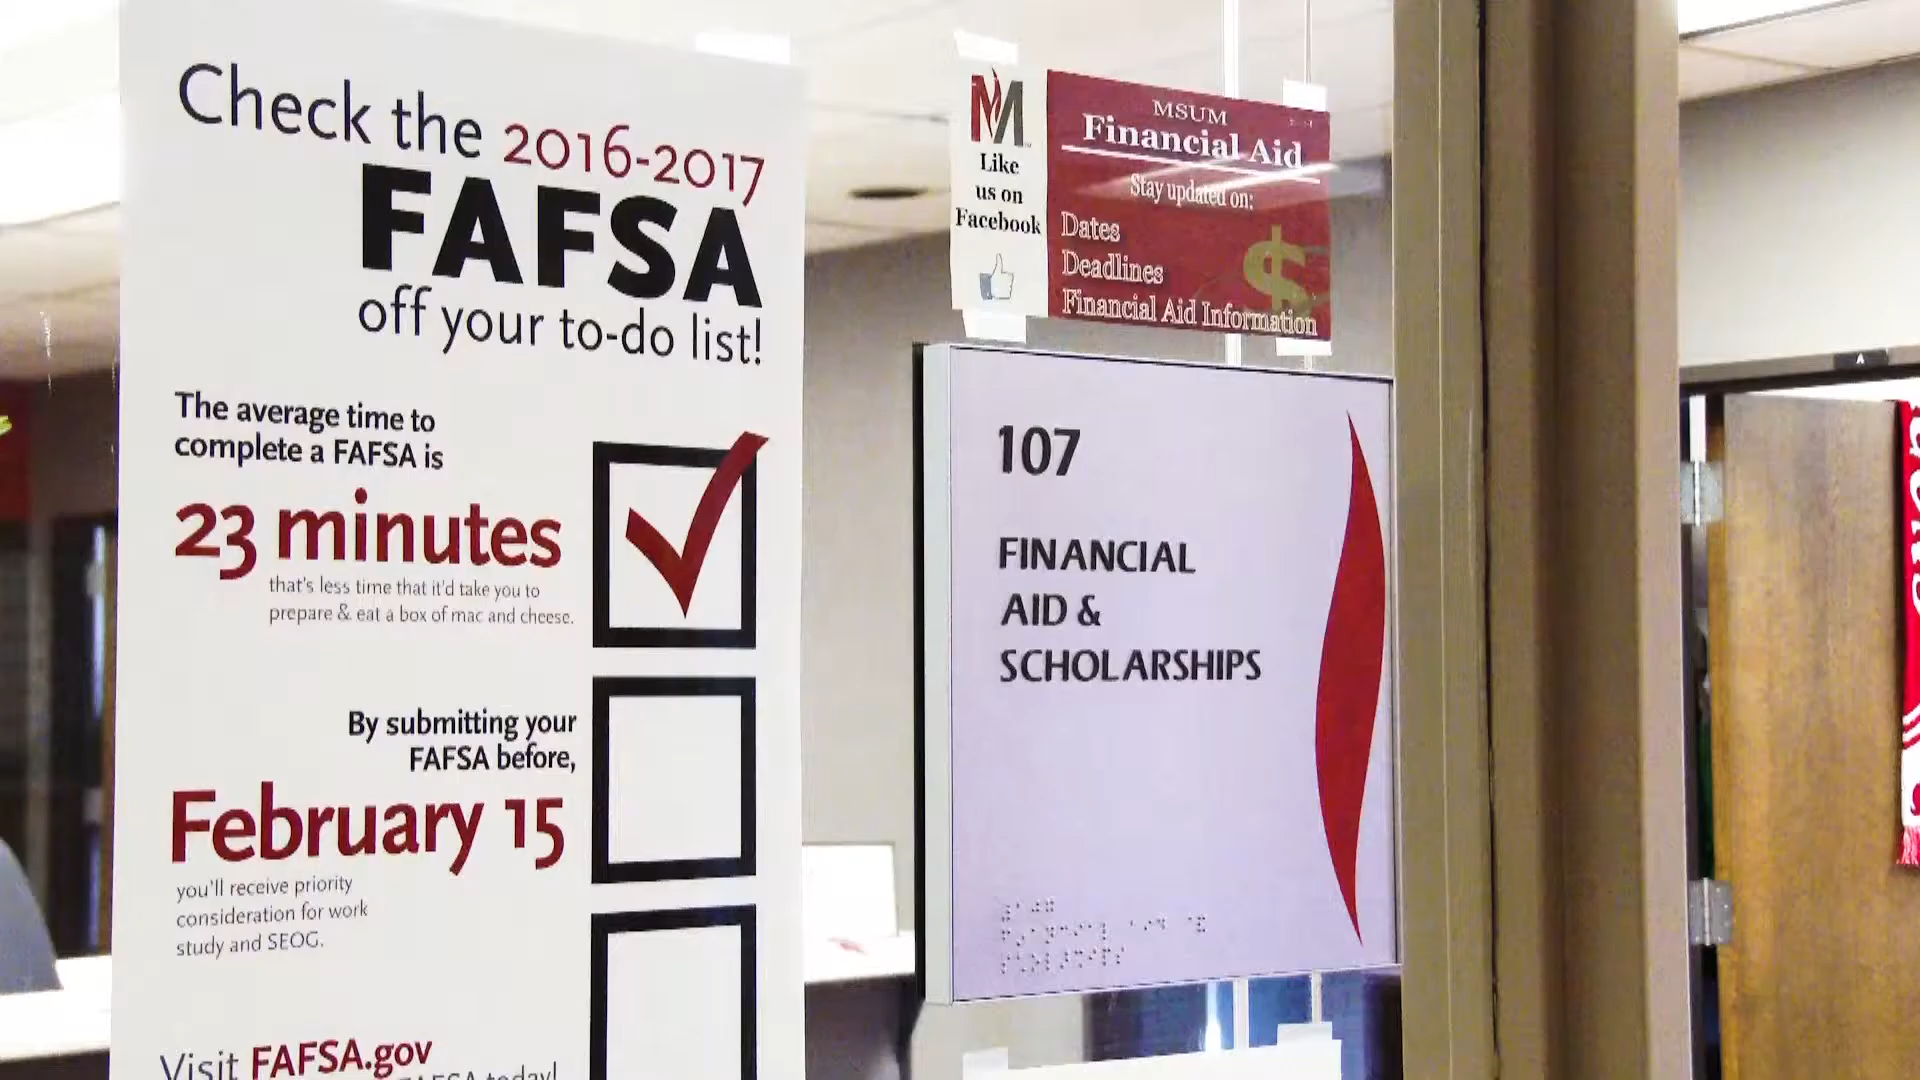 Check the 2016-2017
FAFSA
off your to-do list!
The average time to
complete a FAFSA is
23 minutes
that's less time that it'd take you to
prepare & eat a box of mac and cheese.
By submitting your
FAFSA before,
February 15
you'll receive priority
consideration for work
study and SEOG.
Visit FAFSA.gov
FAFSA today!
M
Like
us on
Facebook
MSUM
Financial Aid
Stay updated on:
Dates
Deadlines
Financial Aid Information
$
107
FINANCIAL
AID &
SCHOLARSHIPS
A